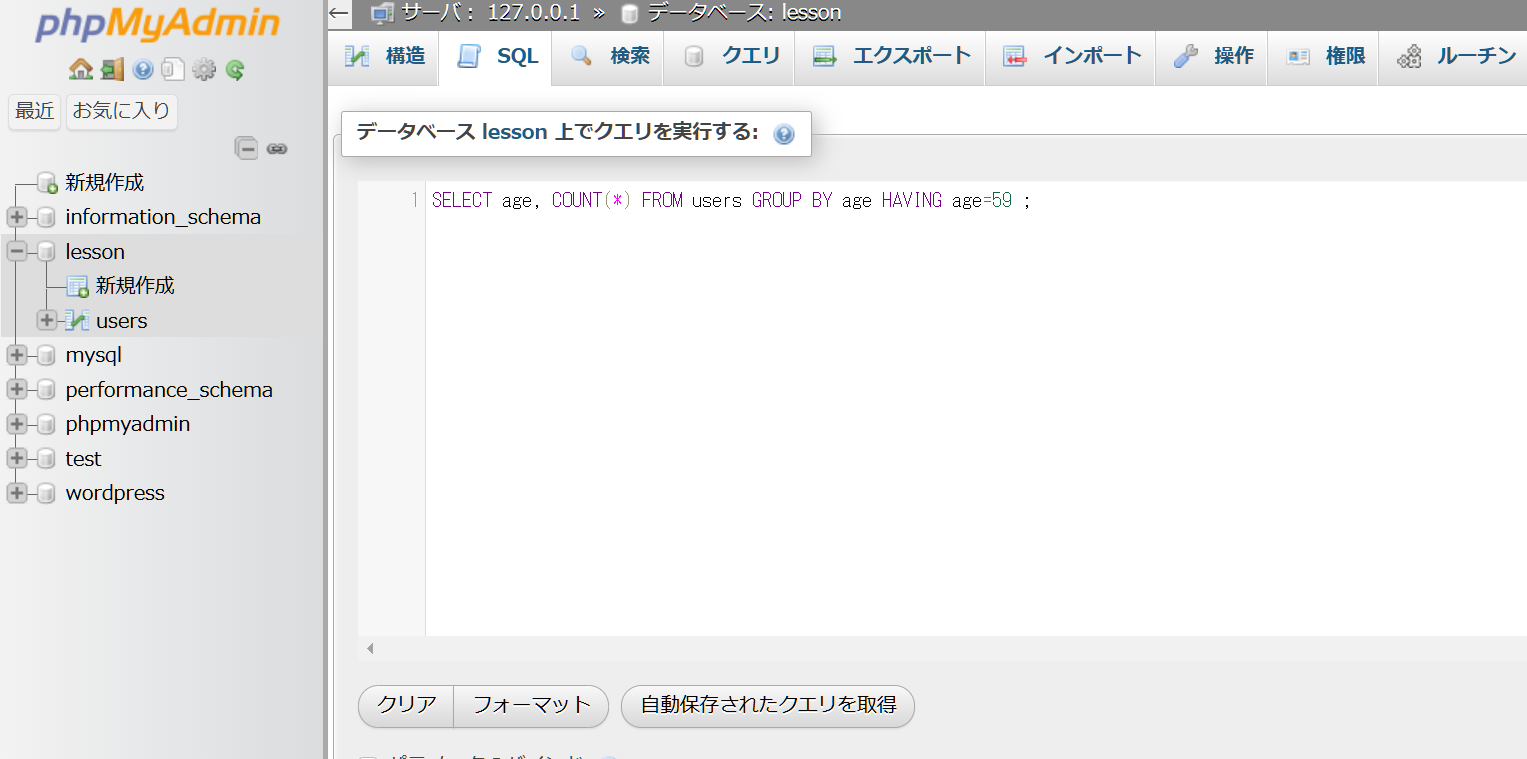 phpMyAdmin
最近 お気に入り
新規作成
information_schema
lesson
新規作成
users
mysql
performance_schema
phpmyadmin
test
wordpress
← サーバ: 127.0.0.1 » データベース: lesson
構造 SQL 検索 クエリ エクスポート インポート 操作 権限 ルーチン
データベース lesson 上でクエリを実行する:
1 SELECT age, COUNT(*) FROM users GROUP BY age HAVING age=59 ;
クリア フォーマット 自動保存されたクエリを取得